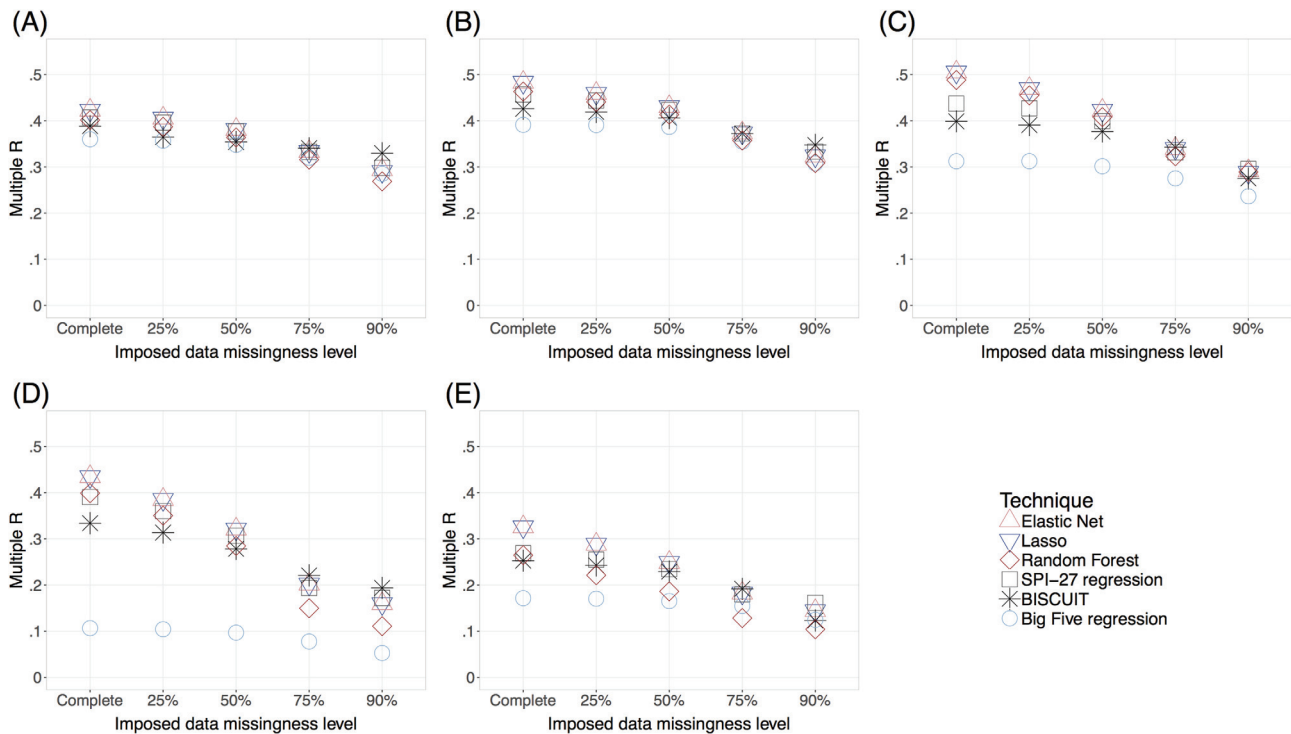 (A)
Multiple R
.5
.4
.3
.2
.1
0
Complete 25% 50% 75% 90%
Imposed data missingness level
(B)
Multiple R
.5
.4
.3
.2
.1
0
Complete 25% 50% 75% 90%
Imposed data missingness level
(C)
Multiple R
.5
.4
.3
.2
.1
0
Complete 25% 50% 75% 90%
Imposed data missingness level
(D)
Multiple R
.5
.4
.3
.2
.1
0
Complete 25% 50% 75% 90%
Imposed data missingness level
(E)
Multiple R
.5
.4
.3
.2
.1
0
Complete 25% 50% 75% 90%
Imposed data missingness level
Technique
Elastic Net
Lasso
Random Forest
SPI−27 regression
BISCUIT
Big Five regression